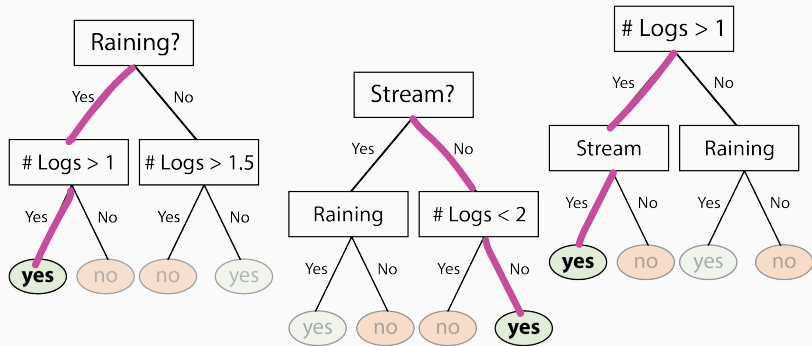 Raining?
Yes
No
# Logs > 1
# Logs > 1.5
Yes
No
Yes
No
yes
no
no
yes
Stream?
Yes
No
Raining
# Logs < 2
Yes
No
Yes
No
yes
no
no
yes
# Logs > 1
Yes
No
Stream
Raining
Yes
No
Yes
No
yes
no
yes
no